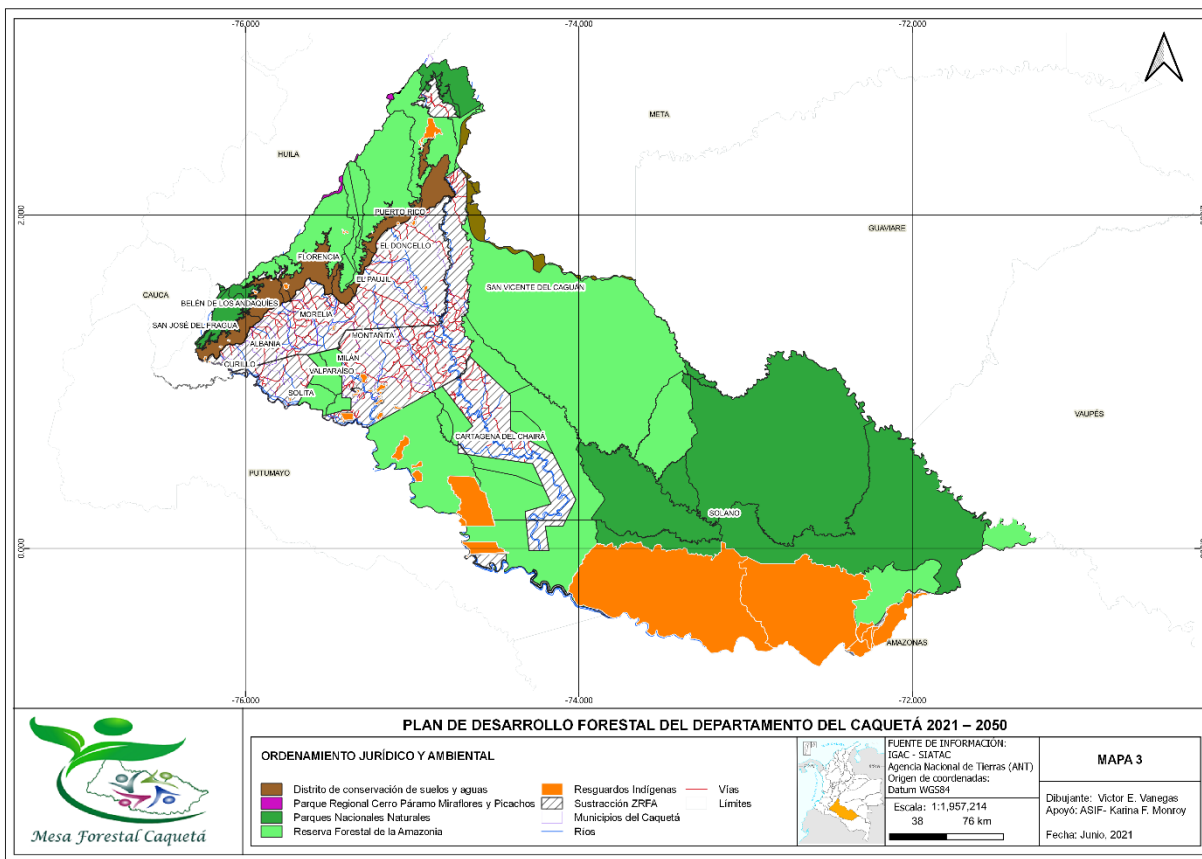 -76,000
-74,000
-72,000
META
HUILA
PUERTO RICO
2,000
GUAVIARE
EL DONCELLO
FLORENCIA
EL PAUJIL
SAN VICENTE DEL CAGUÁN
CAUCA
BELÉN DE LOS ANDAQUÍES
MORELIA
SAN JOSÉ DEL FRAGUA
ALBANIA
MONTAÑITA
CURILLO
MILÁN
VALPARAÍSO
SOLITA
VAUPÉS
CARTAGENA DEL CHAIRÁ
PUTUMAYO
SOLANO
0,000
AMAZONAS
-76,000
-74,000
-72,000
PLAN DE DESARROLLO FORESTAL DEL DEPARTAMENTO DEL CAQUETÁ 2021 – 2050
ORDENAMIENTO JURÍDICO Y AMBIENTAL
Distrito de conservación de suelos y aguas
Parque Regional Cerro Páramo Miraflores y Picachos
Parques Nacionales Naturales
Reserva Forestal de la Amazonia
Resguardos Indígenas
Sustracción ZRFA
Municipios del Caquetá
Rios
Vías
Límites
FUENTE DE INFORMACIÓN:
IGAC - SIATAC
Agencia Nacional de Tierras (ANT)
Origen de coordenadas:
Datum WGS84
Escala: 1:1,957,214
38 76 km
MAPA 3
Dibujante: Victor E. Vanegas
Apoyó: ASIF- Karina F. Monroy
Fecha: Junio, 2021
Mesa Forestal Caquetá